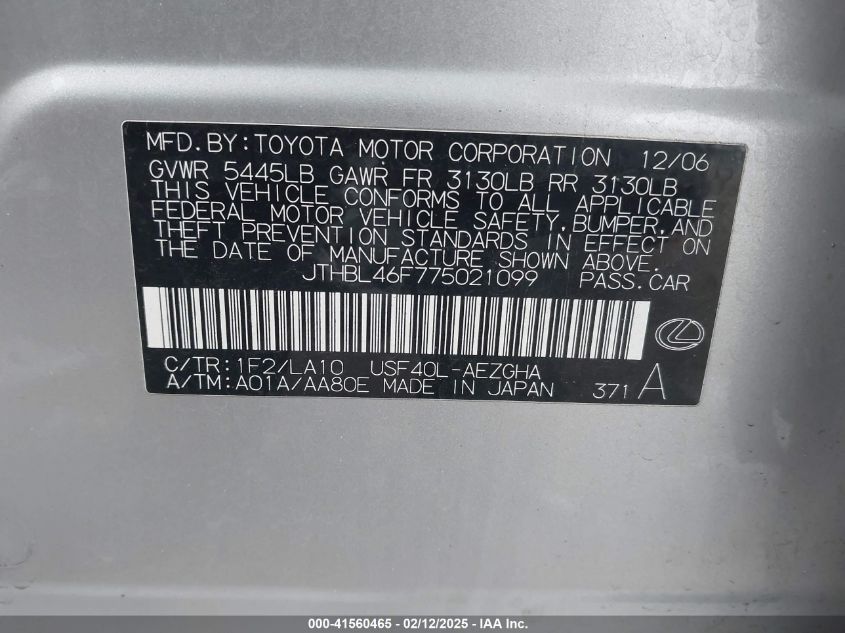 MFD.BY:TOYOTA MOTOR CORPORATION 12/06
GVWR 5445LB GAWR FR 3130LB RR 3130LB
THIS VEHICLE CONFORMS TO ALL APPLICABLE
FEDERAL MOTOR VEHICLE SAFETY,BUMPER,AND
THEFT PREVENTION STANDARDS IN EFFECT ON
THE DATE OF MANUFACTURE SHOWN ABOVE.
JTHBL46F775021099 PASS.CAR
C/TR:1F2/LA10 USF40L-AEZGHA
A/TM:A01A/AA80E MADE IN JAPAN 371 A
000-41560465 - 02/12/2025 - IAA Inc.